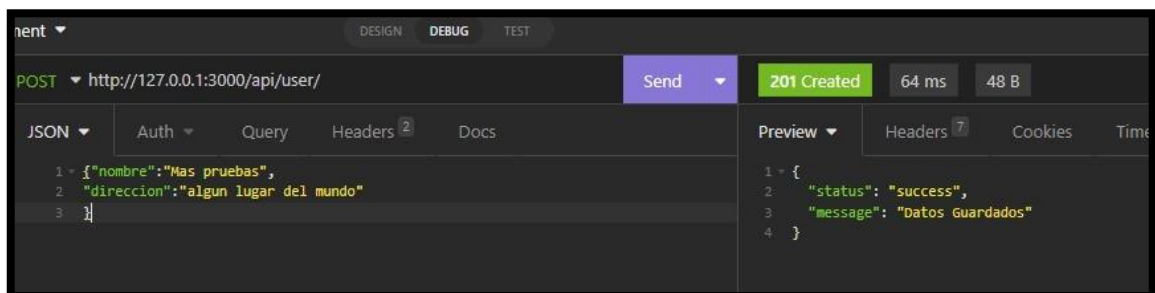 ment ▼ DESIGN DEBUG TEST
POST ▼ http://127.0.0.1:3000/api/user/ Send ▼ 201 Created 64 ms 48 B
JSON ▼ Auth ▼ Query Headers 2 Docs
1 {"nombre":"Mas pruebas",
2 "direccion":"algun lugar del mundo"
3 }
Preview ▼ Headers 7 Cookies Time
1 {
2 "status": "success",
3 "message": "Datos Guardados"
4 }